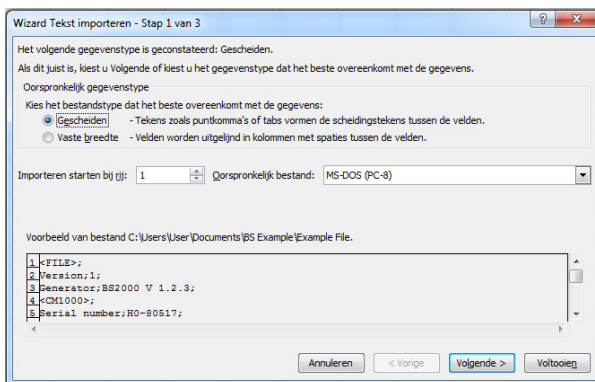 Wizard Tekst importeren - Stap 1 van 3
Het volgende gegevenstype is geconstateerd: Gescheiden.
Als dit juist is, kiest u Volgende of kiest u het gegevenstype dat het beste overeenkomt met de gegevens.
Oorspronkelijk gegevenstype
Kies het bestandstype dat het beste overeenkomt met de gegevens:
Gescheiden - Tekens zoals puntkomma's of tabs vormen de scheidingstekens tussen de velden.
Vaste breedte - Velden worden uitgelijnd in kolommen met spaties tussen de velden.
Importeren starten bij rij: 1 Oorspronkelijk bestand: MS-DOS (PC-8)
Voorbeeld van bestand C:\Users\User\Documents\BS Example\Example File.
1 <FILE>;
2 Version;1;
3 Generator;BS2000 V 1.2.3;
4 <CM1000>;
5 Serial number;H0-80517;
Annuleren < Vorige Volgende > Voltooien